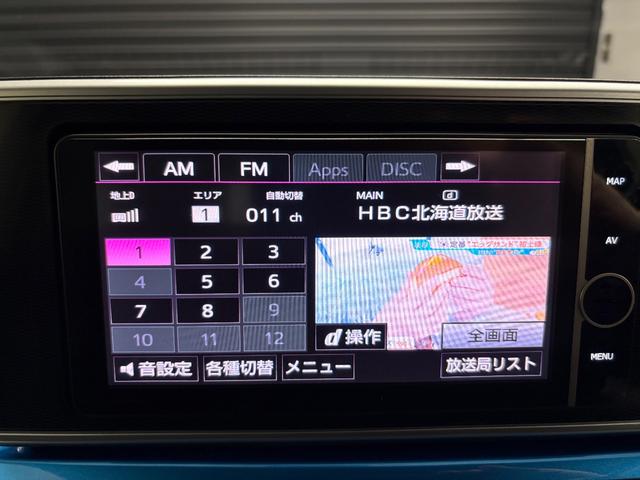 AM FM Apps DISC
地上D エリア 自動切替 MAIN d
1 011 ch HBC北海道放送
1 2 3
4 5 6
7 8 9
10 11 12
d操作 全画面
音設定 各種切替 メニュー 放送局リスト
MAP
AV
MENU